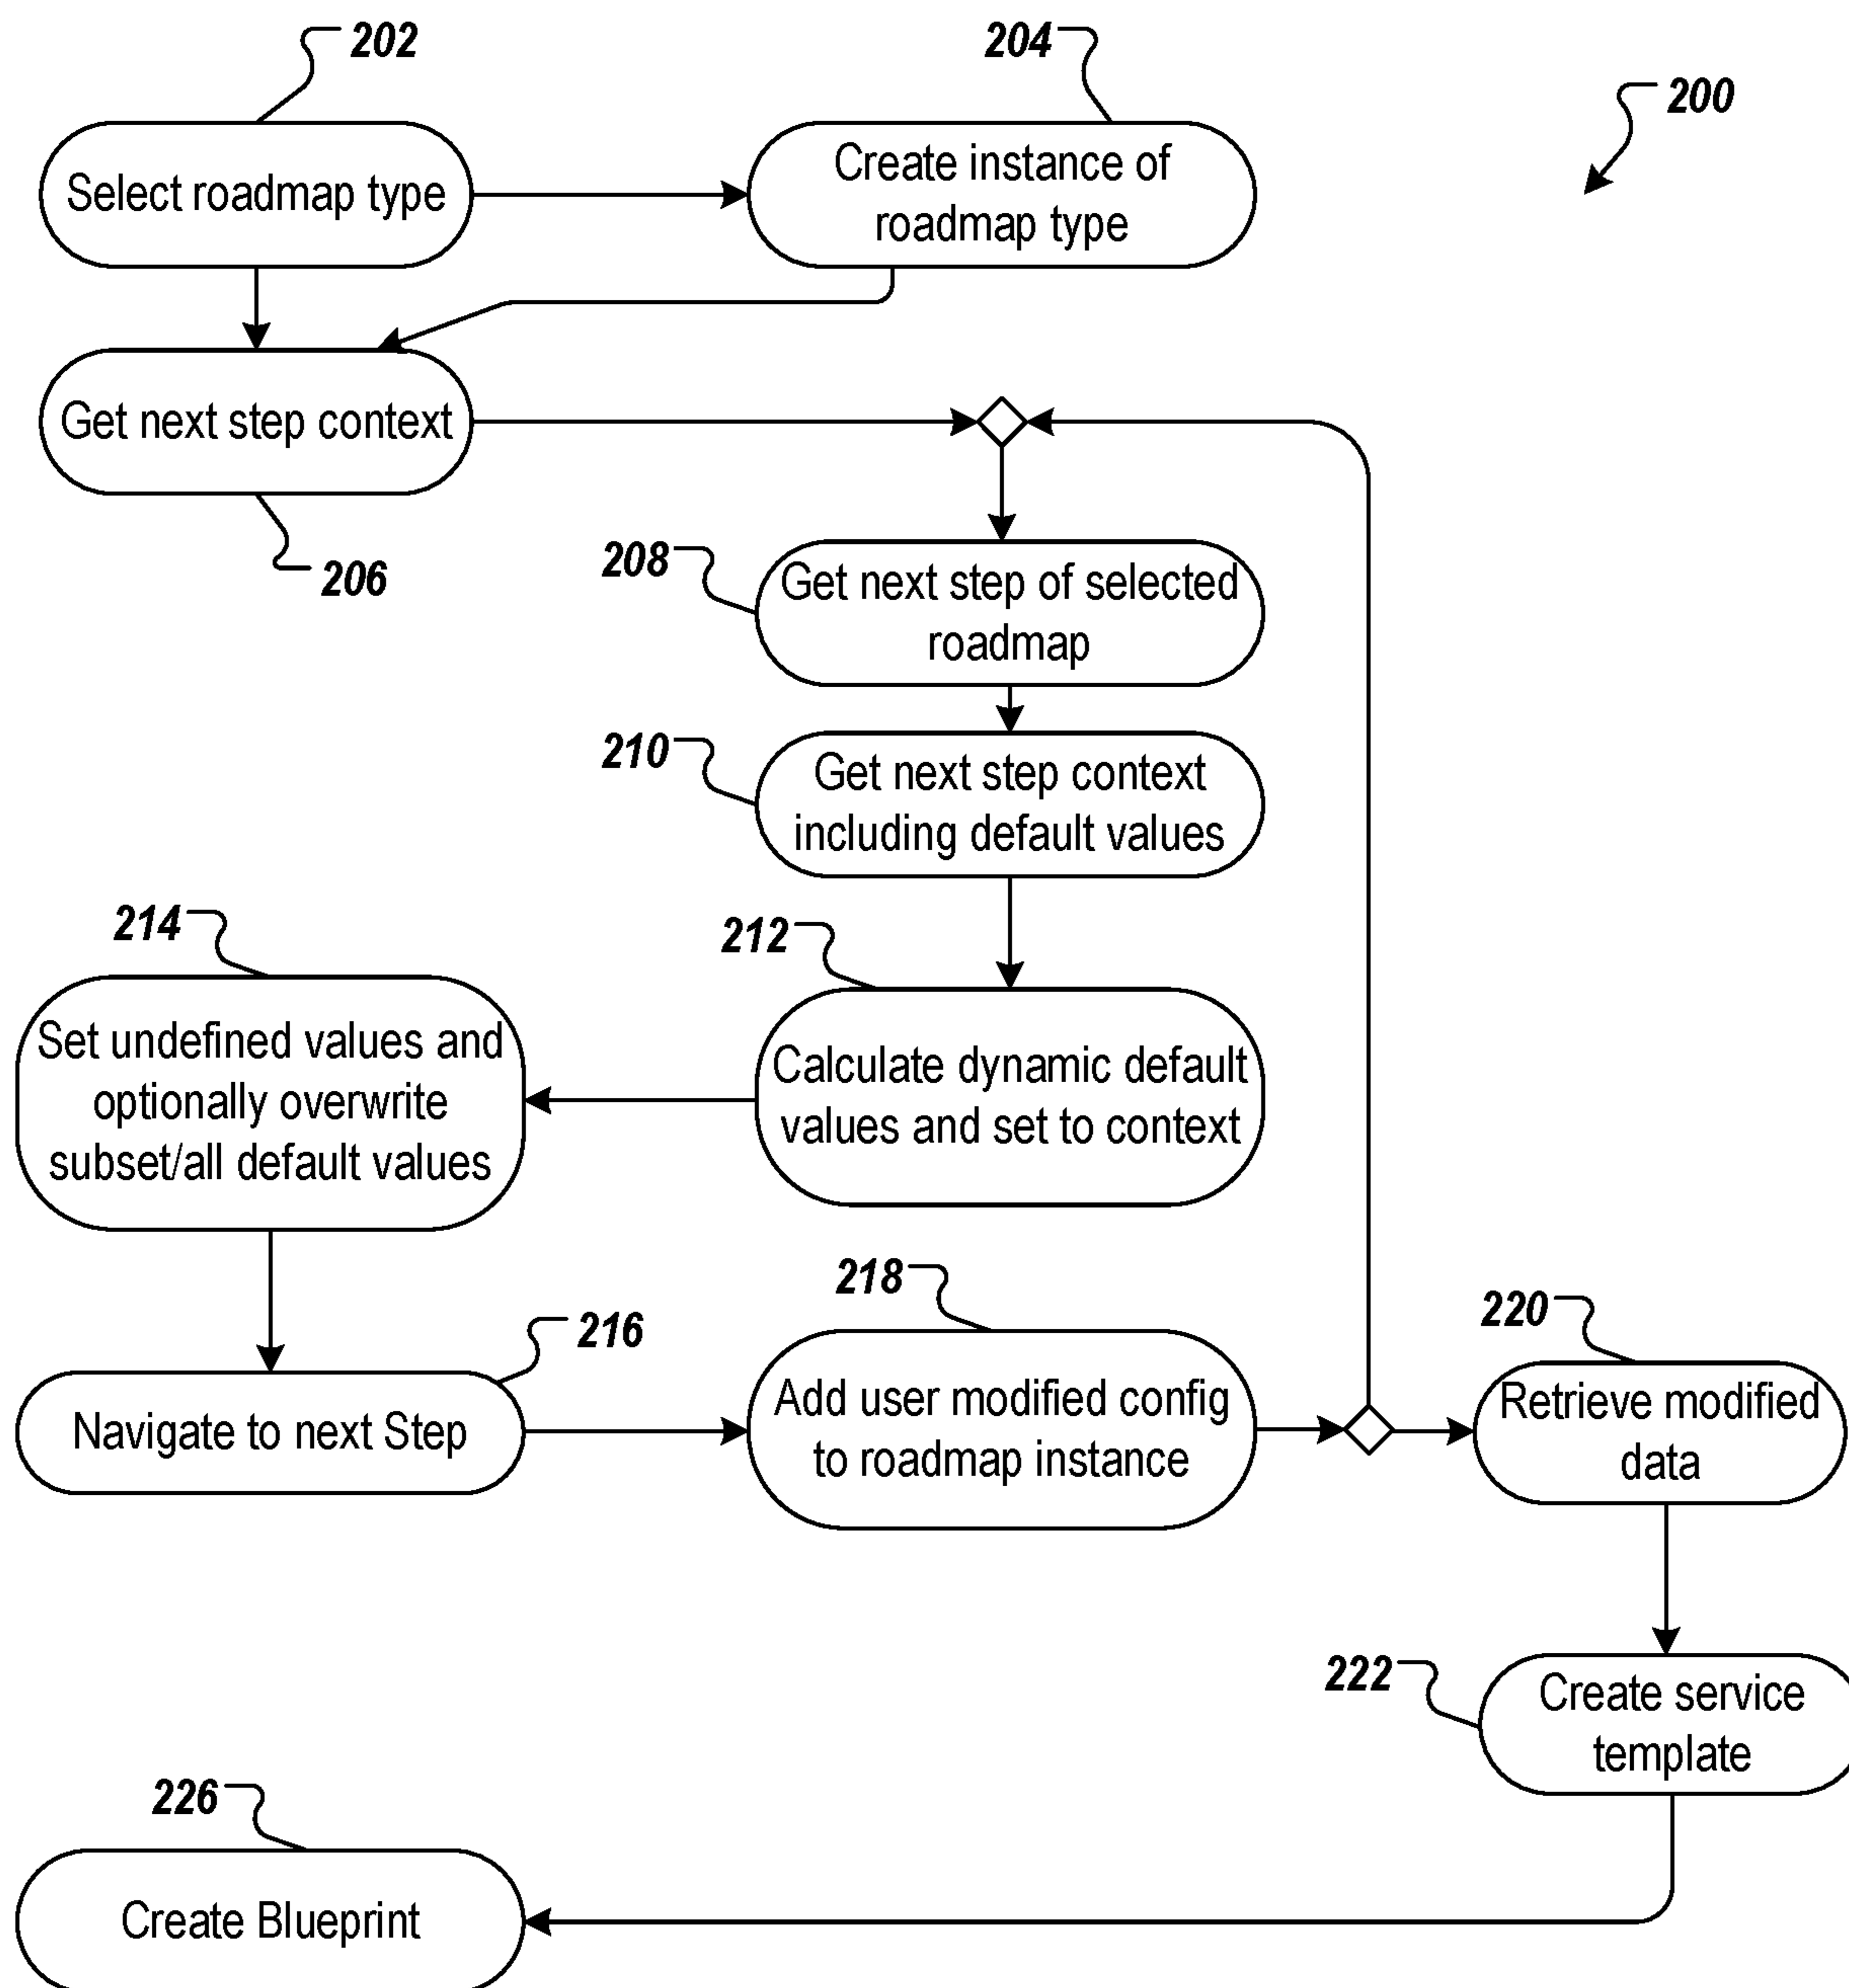 202
204
200
Select roadmap type
Create instance of
roadmap type
Get next step context
206
208
Get next step of selected
roadmap
210
Get next step context
including default values
214
212
Set undefined values and
optionally overwrite
subset/all default values
Calculate dynamic default
values and set to context
216
218
220
Navigate to next Step
Add user modified config
to roadmap instance
Retrieve modified
data
222
Create service
template
226
Create Blueprint